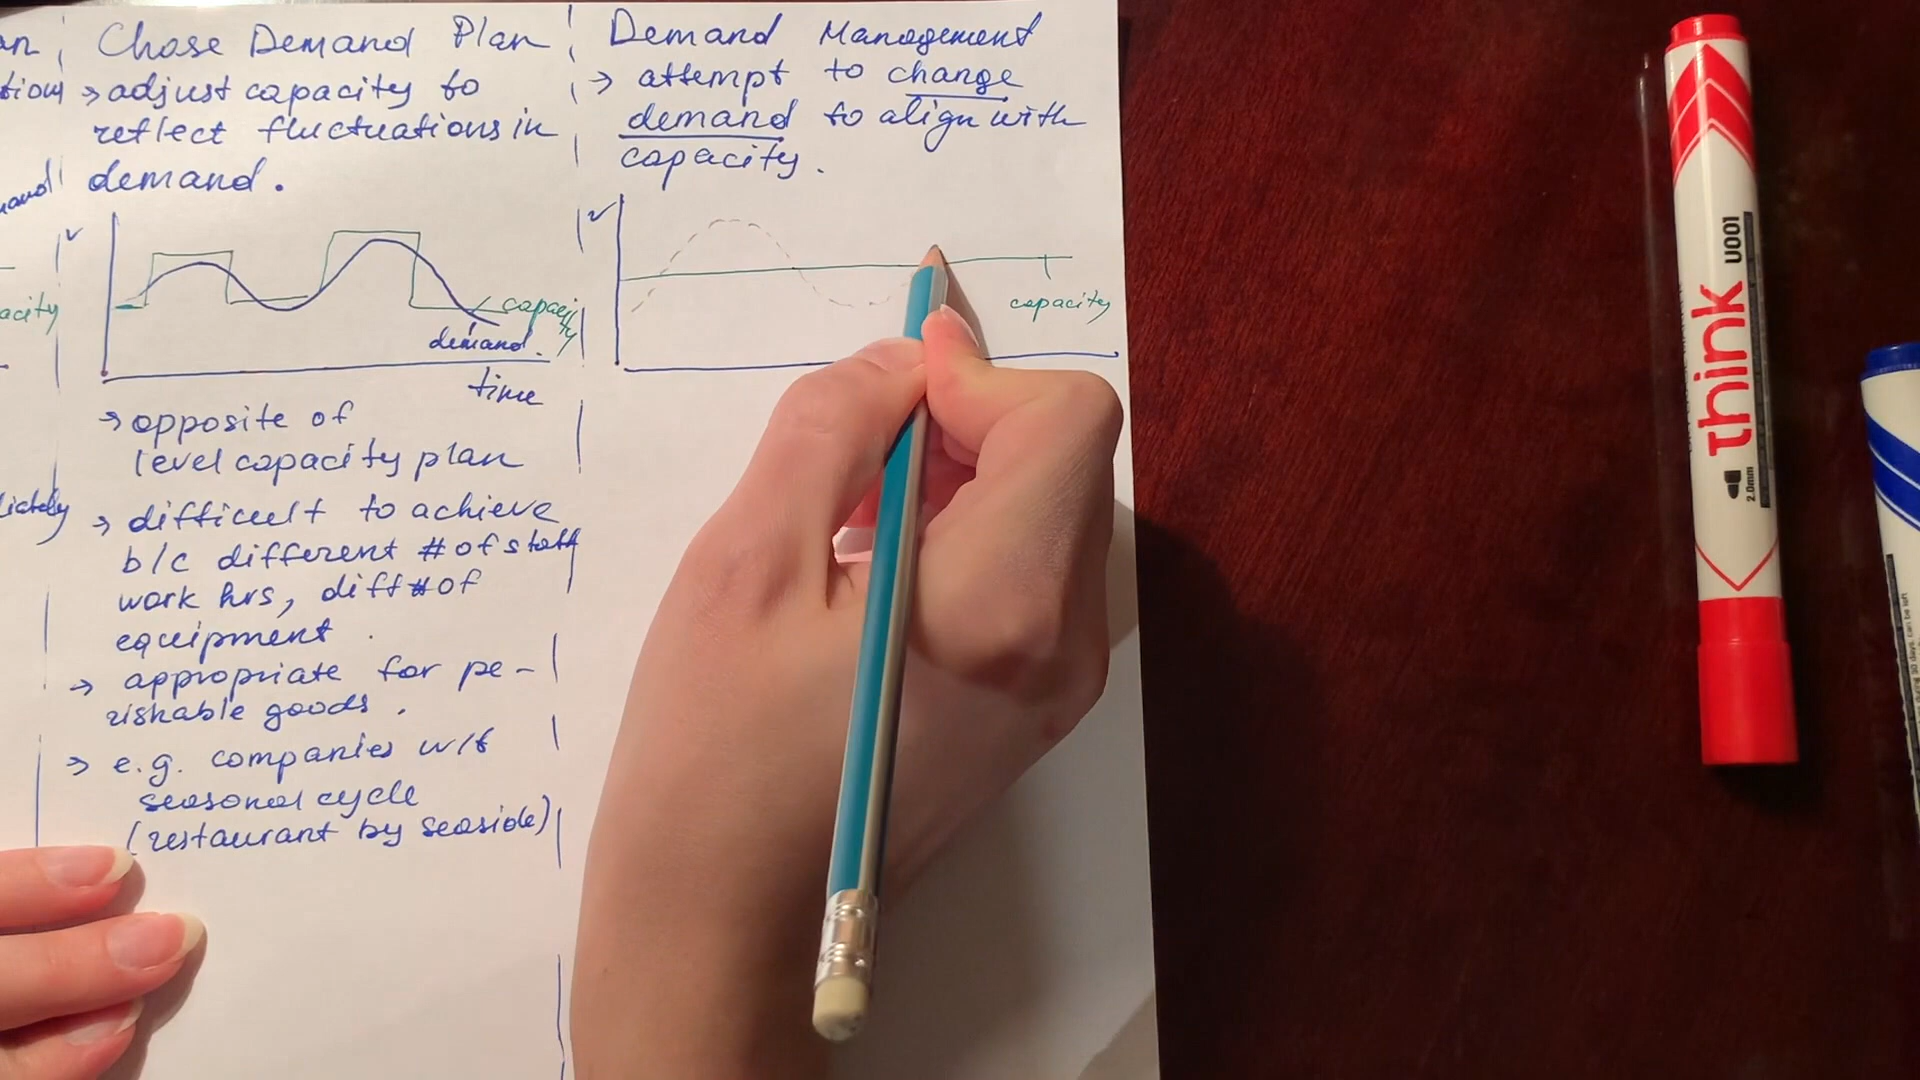 Chase Demand Plan
→ adjust capacity to
reflect fluctuations in
demand.
capacity
demand.
time
→ opposite of
level capacity plan
→ difficult to achieve
b/c different # of staff
work hrs, diff # of
equipment.
→ appropriate for pe-
rishable goods.
→ e.g. companies w/t
seasonal cycle
(restaurant by seaside)
Demand Management
→ attempt to change
demand to align with
capacity.
capacity
think
U001
2.0mm